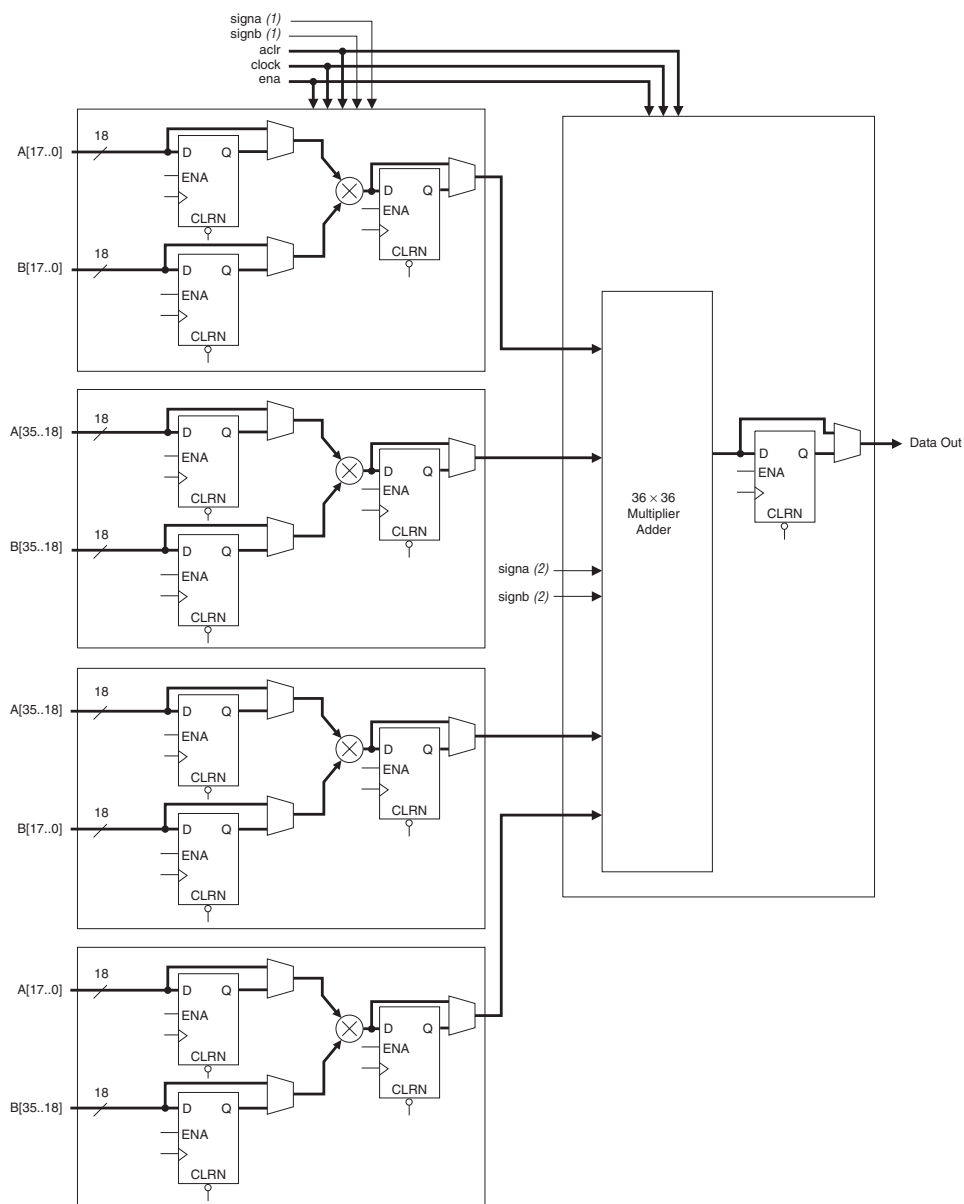 signa (1)
signb (1)
aclr
clock
ena
A[17..0]
18
D Q
ENA
CLRN
B[17..0]
18
D Q
ENA
CLRN
D Q
ENA
CLRN
A[35..18]
18
D Q
ENA
CLRN
B[35..18]
18
D Q
ENA
CLRN
D Q
ENA
CLRN
A[35..18]
18
D Q
ENA
CLRN
B[17..0]
18
D Q
ENA
CLRN
D Q
ENA
CLRN
A[17..0]
18
D Q
ENA
CLRN
B[35..18]
18
D Q
ENA
CLRN
D Q
ENA
CLRN
36 × 36
Multiplier
Adder
signa (2)
signb (2)
D Q
ENA
CLRN
Data Out